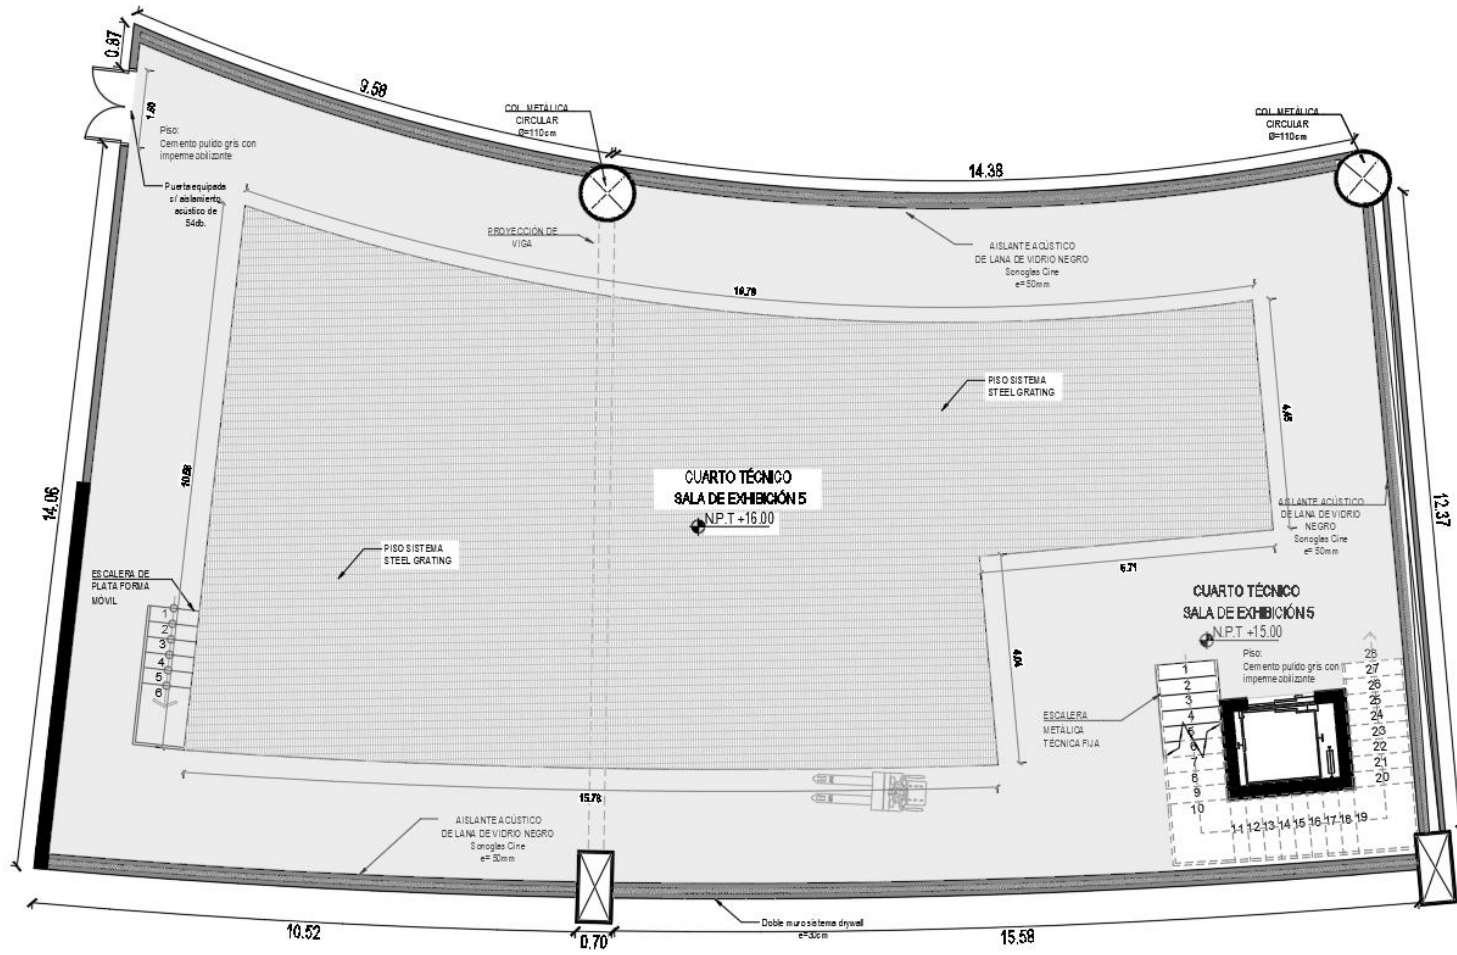 0.87
9.58
COL. METÁLICA
CIRCULAR
Ø=110cm
COL. METÁLICA
CIRCULAR
Ø=110cm
1.60
Piso:
Cemento pulido gris con
impermeabilizante
14.38
Puerta equipada
c/ aislamiento
acústico de
54db.
PROYECCIÓN DE
VIGA
AISLANTE ACÚSTICO
DE LANA DE VIDRIO NEGRO
Sonoglas Cine
e= 50mm
PISO SISTEMA
STEEL GRATING
CUARTO TÉCNICO
SALA DE EXHIBICIÓN 5
N.P.T +16.00
14.06
AISLANTE ACÚSTICO
DE LANA DE VIDRIO
NEGRO
Sonoglas Cine
e= 50mm
12.37
PISO SISTEMA
STEEL GRATING
5.71
ESCALERA DE
PLATAFORMA
MÓVIL
1
2
3
4
5
6
CUARTO TÉCNICO
SALA DE EXHIBICIÓN 5
N.P.T +15.00
Piso:
Cemento pulido gris con
impermeabilizante
4.04
ESCALERA
METÁLICA
TÉCNICA FIJA
1
2
3
4
5
6
7
8
9
10
11 12 13 14 15 16 17 18 19
28
27
26
25
24
23
22
21
20
15.78
AISLANTE ACÚSTICO
DE LANA DE VIDRIO NEGRO
Sonoglas Cine
e= 50mm
Doble muro sistema drywall
e=30cm
10.52
0.70
15.58